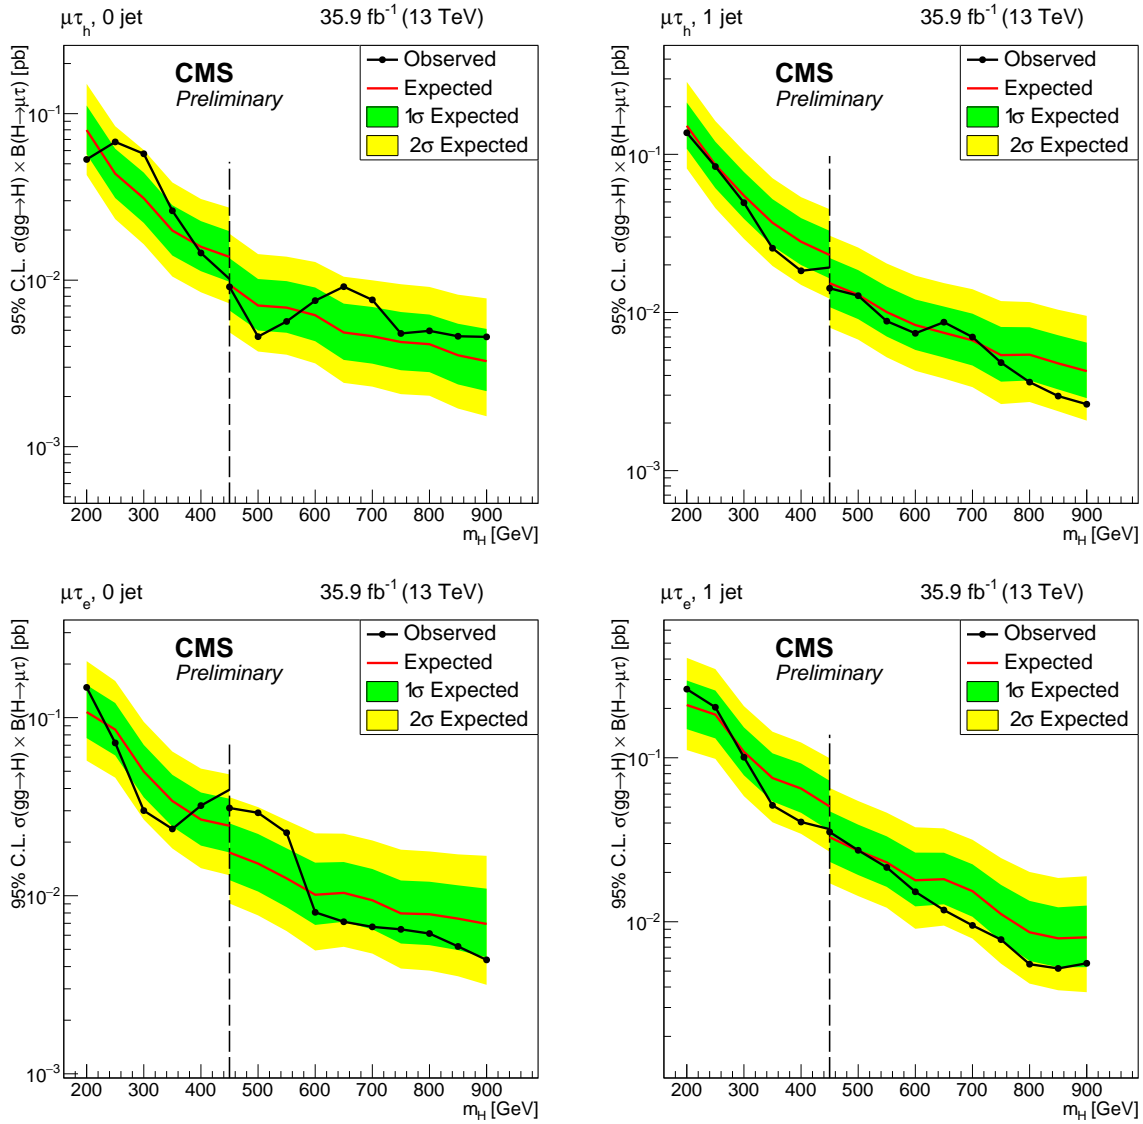 μτh, 0 jet
35.9 fb⁻¹ (13 TeV)
CMS
Preliminary
Observed
Expected
1σ Expected
2σ Expected
95% C.L. σ(gg→H) × B(H→μτ) [pb]
10⁻¹
10⁻²
10⁻³
200 300 400 500 600 700 800 900
mH [GeV]
μτh, 1 jet
35.9 fb⁻¹ (13 TeV)
CMS
Preliminary
Observed
Expected
1σ Expected
2σ Expected
95% C.L. σ(gg→H) × B(H→μτ) [pb]
10⁻¹
10⁻²
10⁻³
200 300 400 500 600 700 800 900
mH [GeV]
μτe, 0 jet
35.9 fb⁻¹ (13 TeV)
CMS
Preliminary
Observed
Expected
1σ Expected
2σ Expected
95% C.L. σ(gg→H) × B(H→μτ) [pb]
10⁻¹
10⁻²
10⁻³
200 300 400 500 600 700 800 900
mH [GeV]
μτe, 1 jet
35.9 fb⁻¹ (13 TeV)
CMS
Preliminary
Observed
Expected
1σ Expected
2σ Expected
95% C.L. σ(gg→H) × B(H→μτ) [pb]
10⁻¹
10⁻²
200 300 400 500 600 700 800 900
mH [GeV]